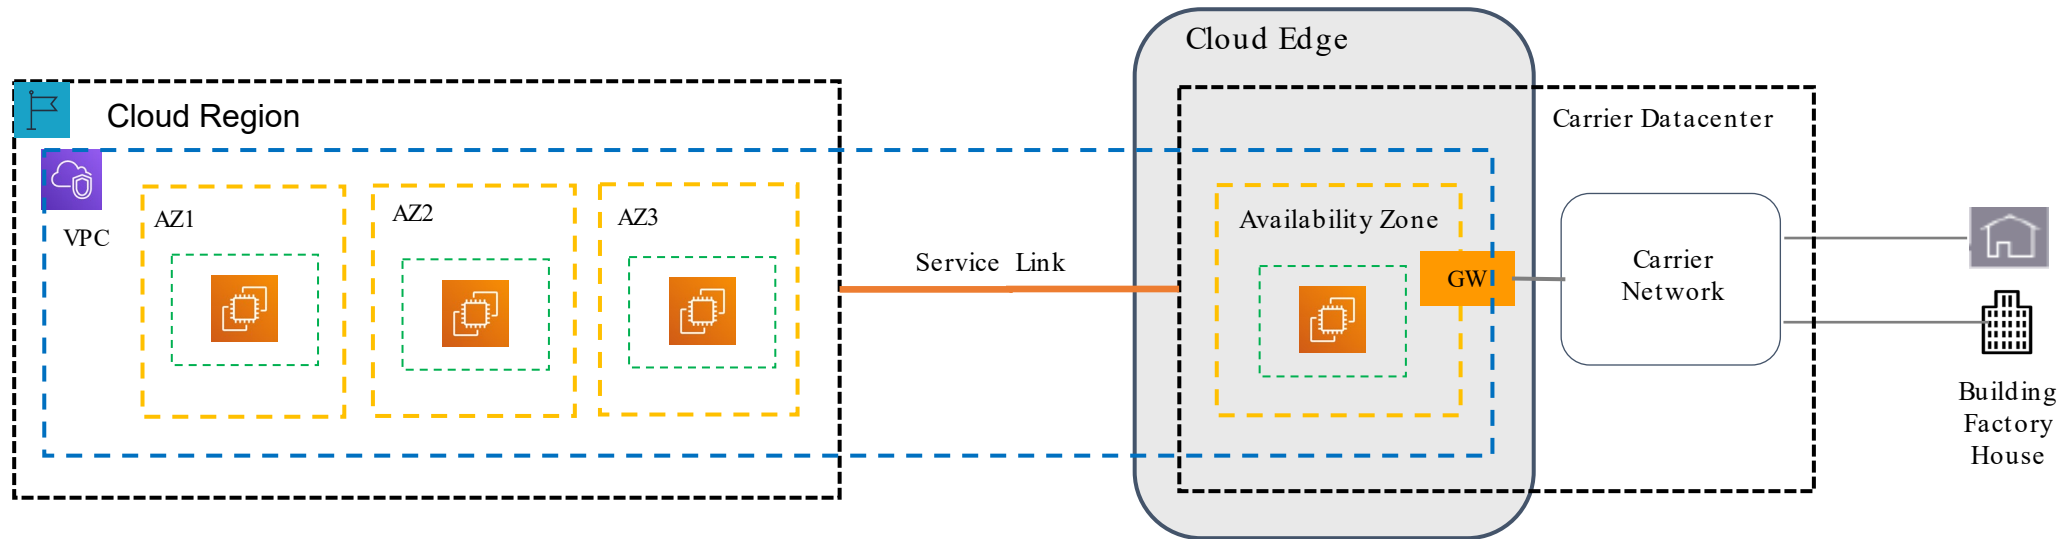 Cloud Edge
Cloud Region
Carrier Datacenter
VPC
AZ1
AZ2
AZ3
Service Link
Availability Zone
GW
Carrier
Network
Building
Factory
House